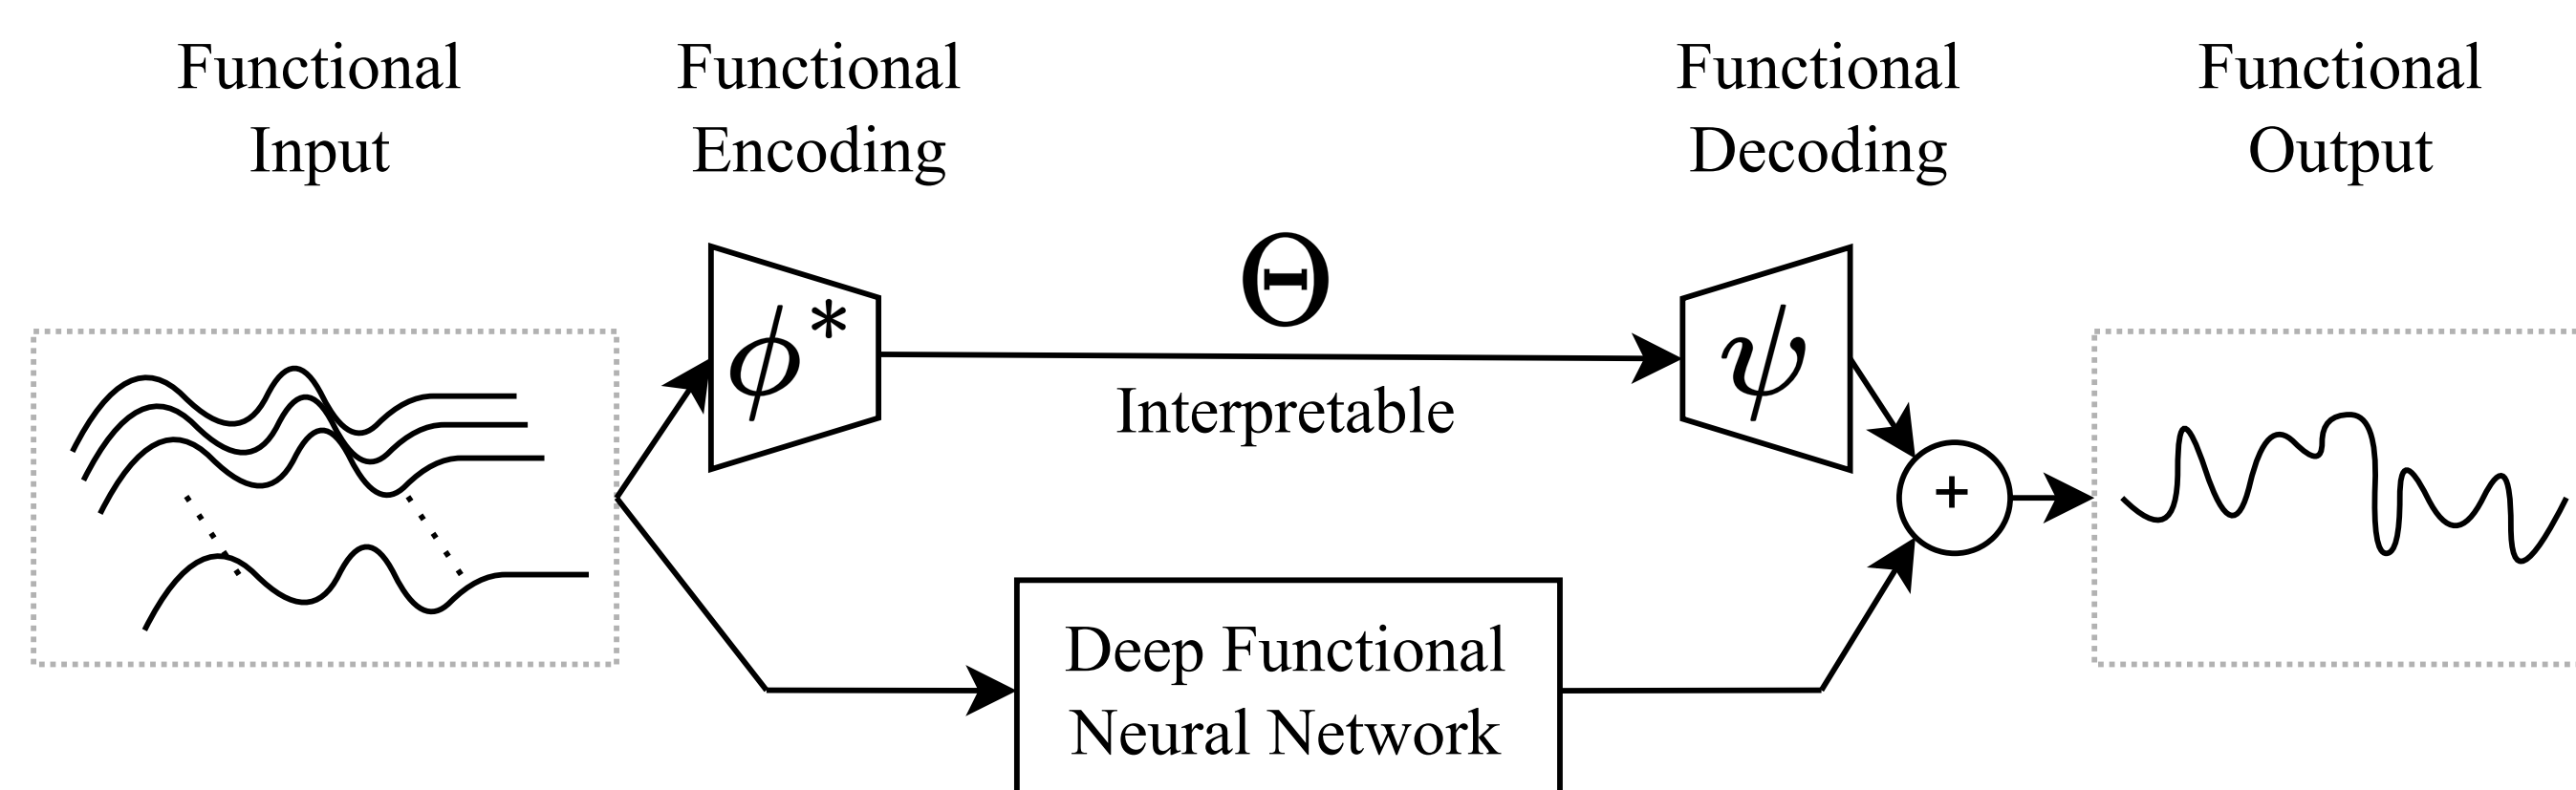 Functional
Input
Functional
Encoding
Functional
Decoding
Functional
Output
Θ
ϕ*
ψ
Interpretable
+
Deep Functional
Neural Network